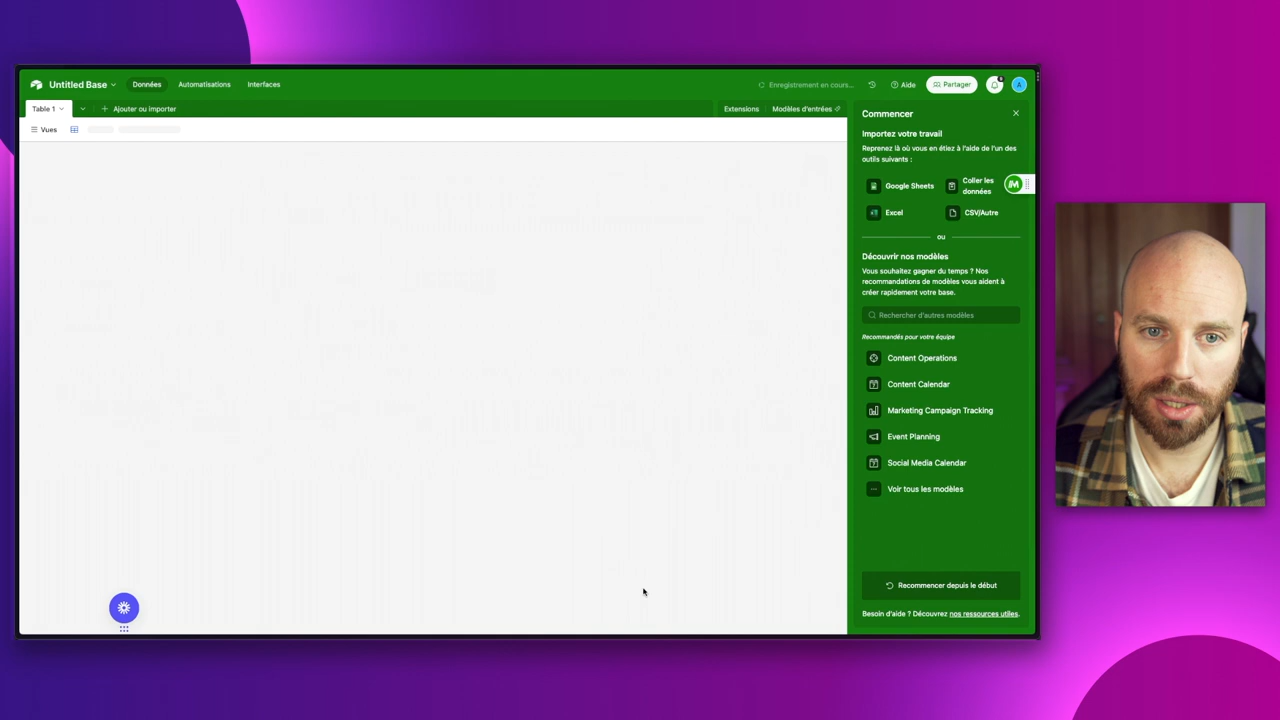 Untitled Base
Données
Automatisations
Interfaces
Enregistrement en cours...
Aide
Partager
A
Table 1
Ajouter ou importer
Extensions
Modèles d'entrées
Vues
Commencer
Importez votre travail
Reprenez là où vous en étiez à l'aide de l'un des
outils suivants :
Google Sheets
Coller les
données
Excel
CSV/Autre
ou
Découvrir nos modèles
Vous souhaitez gagner du temps ? Nos
recommandations de modèles vous aident à
créer rapidement votre base.
Rechercher d'autres modèles
Recommandés pour votre équipe
Content Operations
Content Calendar
Marketing Campaign Tracking
Event Planning
Social Media Calendar
Voir tous les modèles
Recommencer depuis le début
Besoin d'aide ? Découvrez nos ressources utiles.